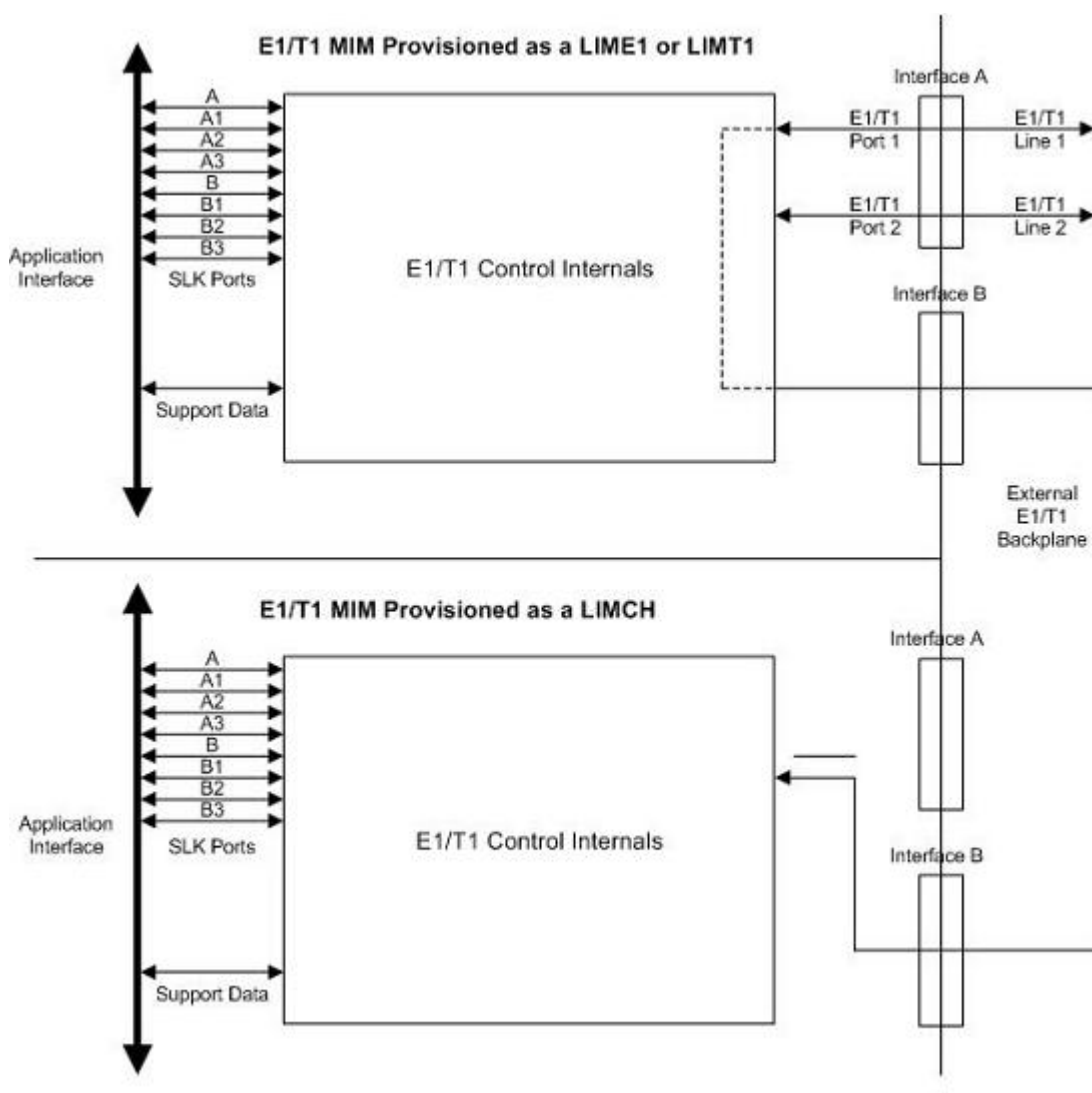 E1/T1 MIM Provisioned as a LIME1 or LIMT1
Interface A
A
A1
A2
A3
B
B1
B2
B3
SLK Ports
Application
Interface
Support Data
E1/T1 Control Internals
E1/T1
Port 1
E1/T1
Line 1
E1/T1
Port 2
E1/T1
Line 2
Interface B
External
E1/T1
Backplane
E1/T1 MIM Provisioned as a LIMCH
Interface A
A
A1
A2
A3
B
B1
B2
B3
SLK Ports
Application
Interface
Support Data
E1/T1 Control Internals
Interface B